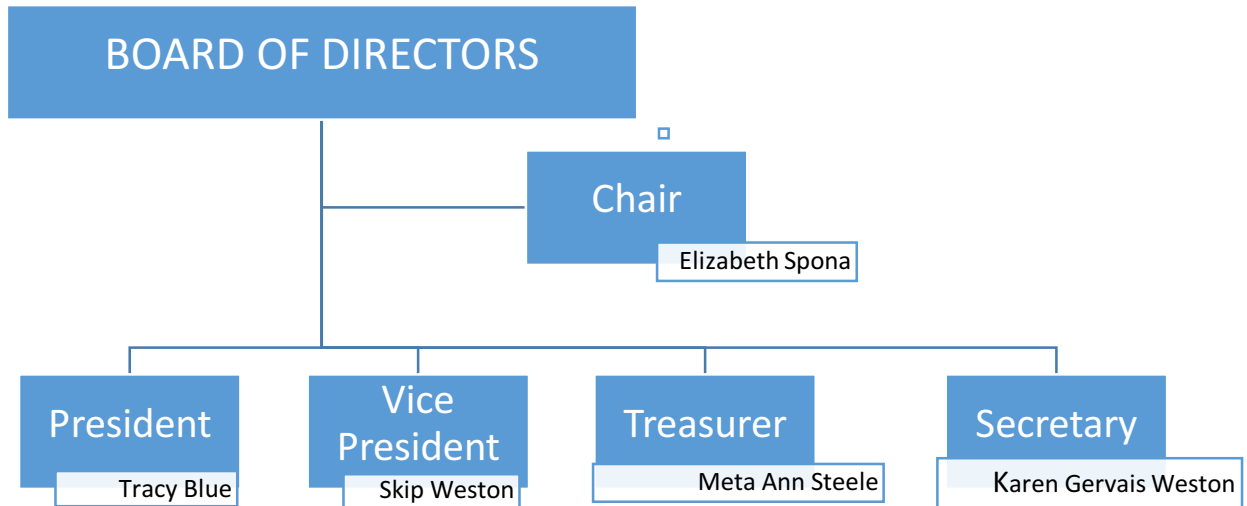 BOARD OF DIRECTORS
Chair
Elizabeth Spona
President
Tracy Blue
Vice
President
Skip Weston
Treasurer
Meta Ann Steele
Secretary
Karen Gervais Weston